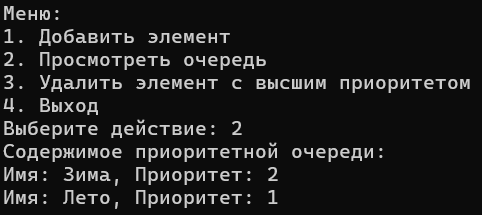 Меню:
1. Добавить элемент
2. Просмотреть очередь
3. Удалить элемент с высшим приоритетом
4. Выход
Выберите действие: 2
Содержимое приоритетной очереди:
Имя: Зима, Приоритет: 2
Имя: Лето, Приоритет: 1